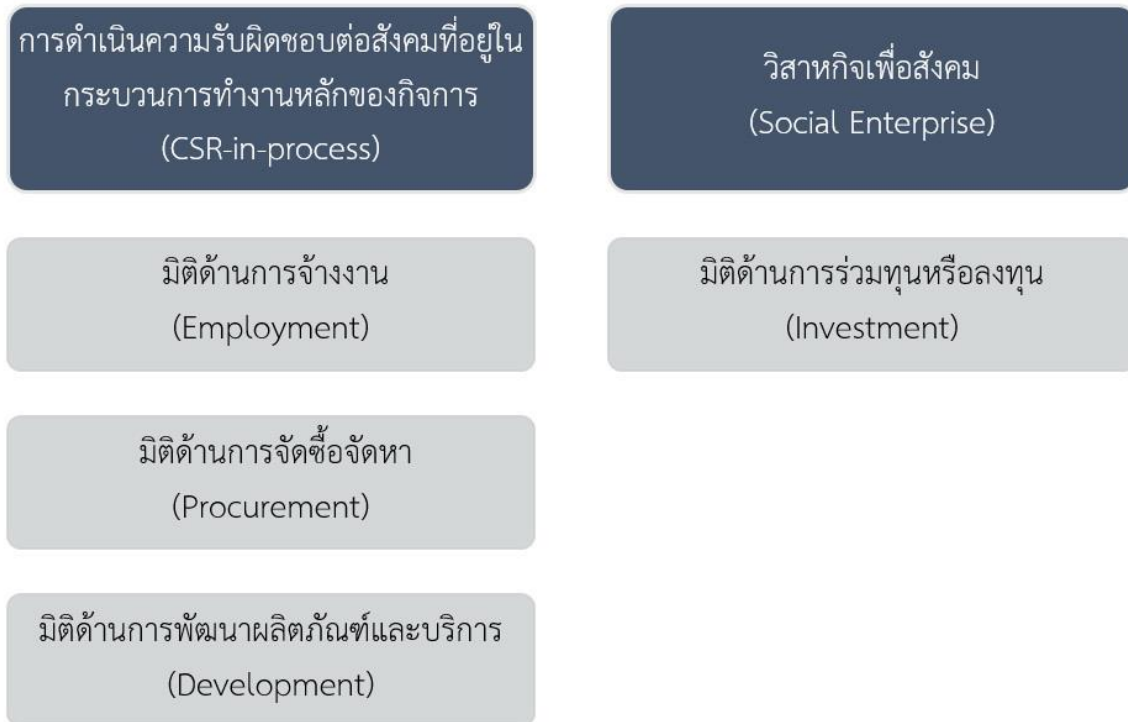 การดำเนินความรับผิดชอบต่อสังคมที่อยู่ใน
กระบวนการทำงานหลักของกิจการ
(CSR-in-process)
มิติด้านการจ้างงาน
(Employment)
มิติด้านการจัดซื้อจัดหา
(Procurement)
มิติด้านการพัฒนาผลิตภัณฑ์และบริการ
(Development)
วิสาหกิจเพื่อสังคม
(Social Enterprise)
มิติด้านการร่วมทุนหรือลงทุน
(Investment)